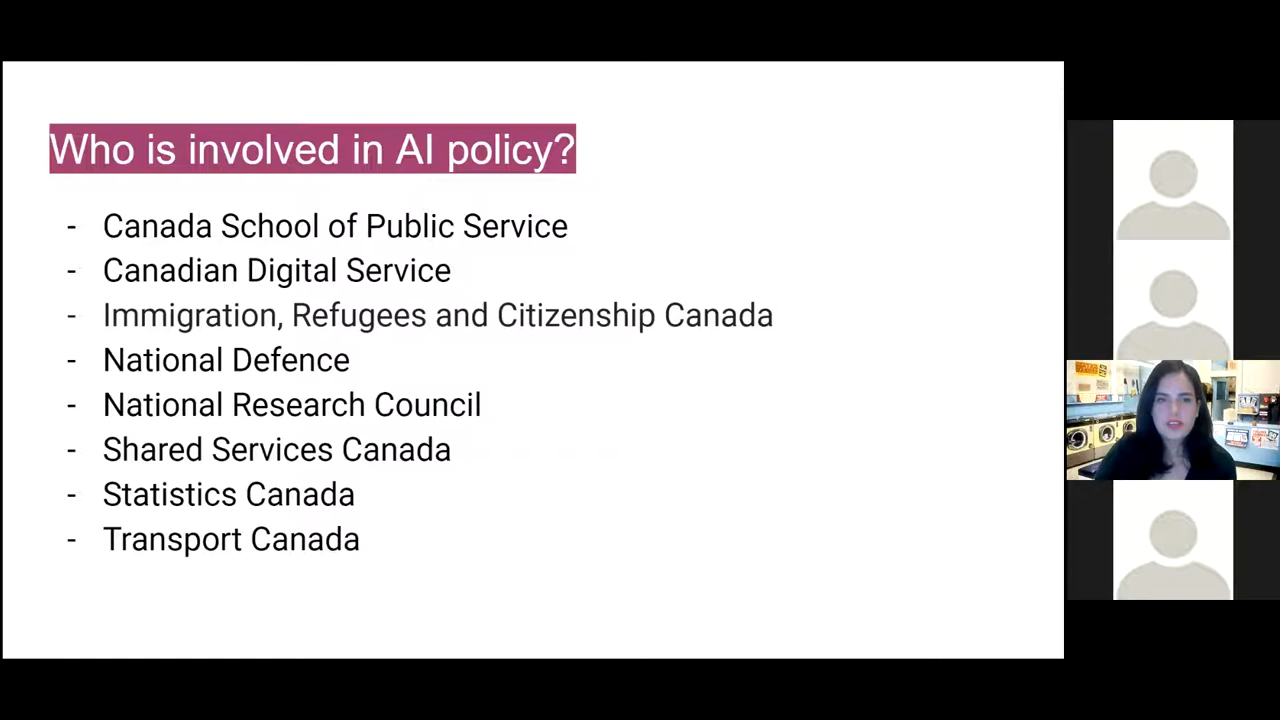 Who is involved in AI policy?
- Canada School of Public Service
- Canadian Digital Service
- Immigration, Refugees and Citizenship Canada
- National Defence
- National Research Council
- Shared Services Canada
- Statistics Canada
- Transport Canada